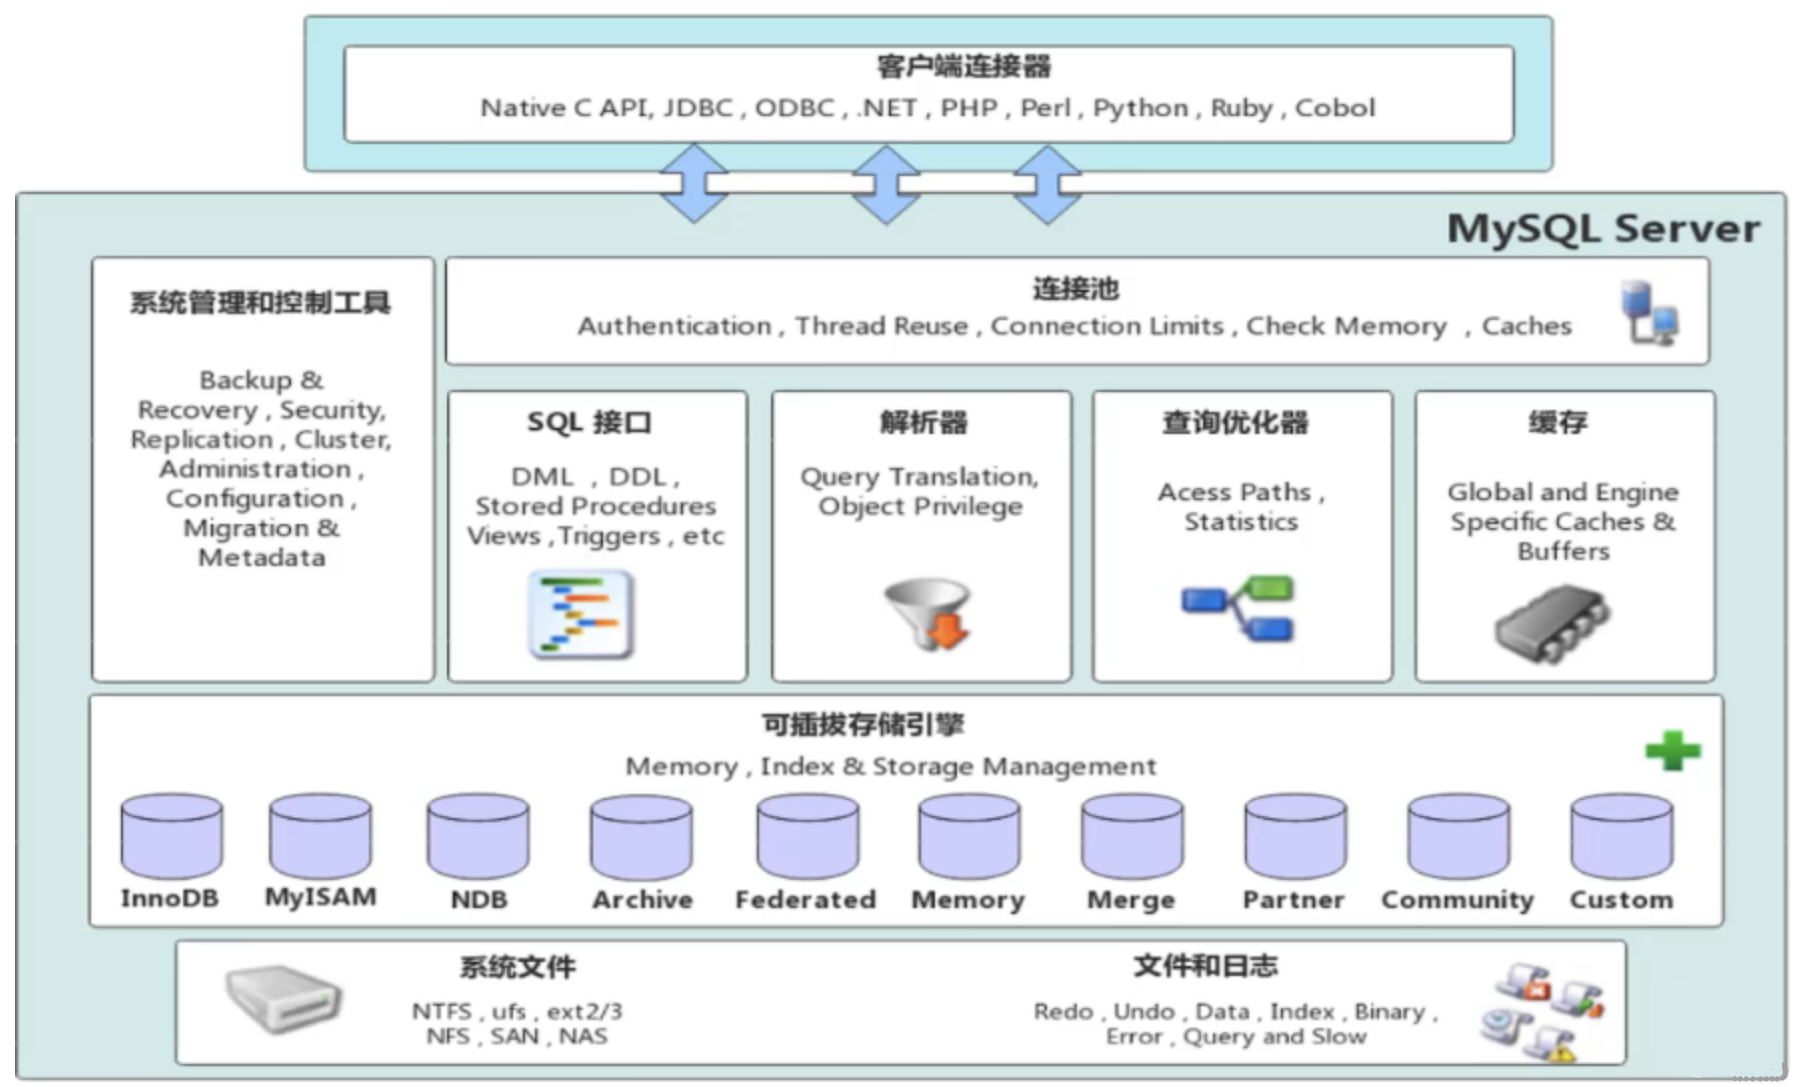 客户端连接器
Native C API, JDBC , ODBC , .NET , PHP , Perl , Python , Ruby , Cobol
MySQL Server
系统管理和控制工具
Backup &
Recovery , Security,
Replication , Cluster,
Administration ,
Configuration ,
Migration &
Metadata
连接池
Authentication , Thread Reuse , Connection Limits , Check Memory , Caches
SQL 接口
DML , DDL ,
Stored Procedures
Views ,Triggers , etc
解析器
Query Translation,
Object Privilege
查询优化器
Acess Paths ,
Statistics
缓存
Global and Engine
Specific Caches &
Buffers
可插拔存储引擎
Memory , Index & Storage Management
InnoDB
MyISAM
NDB
Archive
Federated
Memory
Merge
Partner
Community
Custom
系统文件
NTFS , ufs , ext2/3
NFS , SAN , NAS
文件和日志
Redo , Undo , Data , Index , Binary ,
Error , Query and Slow